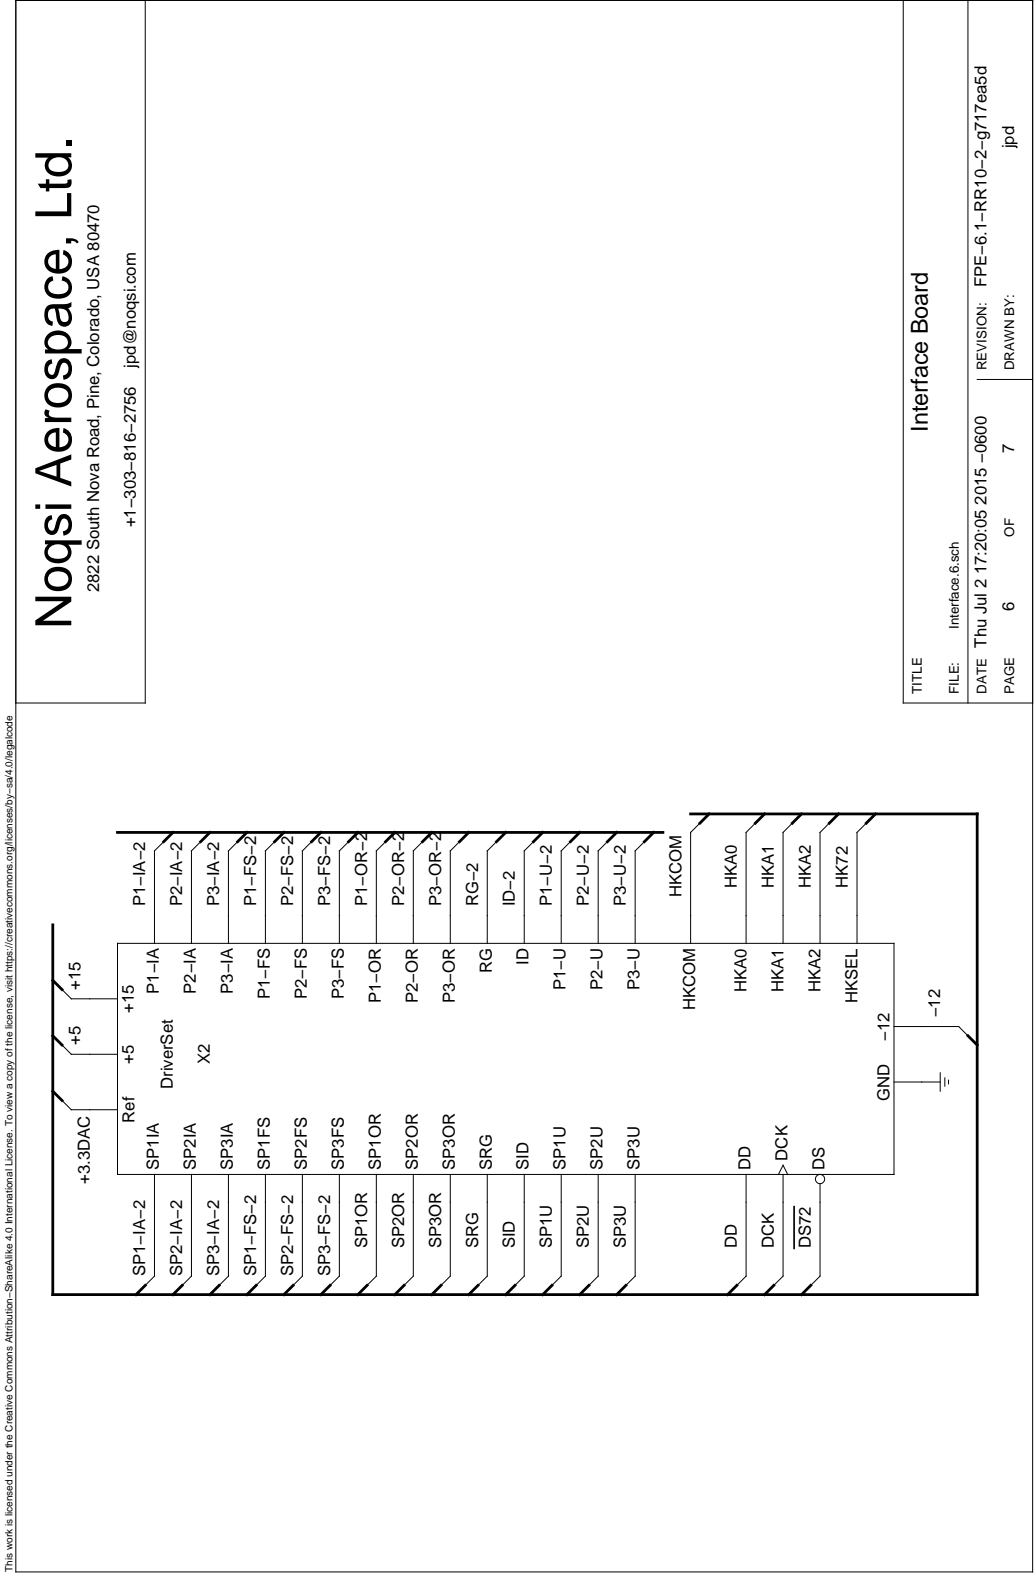 This work is licensed under the Creative Commons Attribution−ShareAlike 4.0 International License. To view a copy of the license, visit https://creativecommons.org/licenses/by−sa/4.0/legalcode
Noqsi Aerospace, Ltd.
2822 South Nova Road, Pine, Colorado, USA 80470
+1−303−816−2756 jpd@noqsi.com
+3.3DAC
+5
+15
Ref
+5
+15
DriverSet
X2
SP1−IA−2 SP1IA P1−IA P1−IA−2
SP2−IA−2 SP2IA P2−IA P2−IA−2
SP3−IA−2 SP3IA P3−IA P3−IA−2
SP1−FS−2 SP1FS P1−FS P1−FS−2
SP2−FS−2 SP2FS P2−FS P2−FS−2
SP3−FS−2 SP3FS P3−FS P3−FS−2
SP1OR SP1OR P1−OR P1−OR−2
SP2OR SP2OR P2−OR P2−OR−2
SP3OR SP3OR P3−OR P3−OR−2
SRG SRG RG RG−2
SID SID ID ID−2
SP1U SP1U P1−U P1−U−2
SP2U SP2U P2−U P2−U−2
SP3U SP3U P3−U P3−U−2
HKCOM HKCOM
DD DD HKA0 HKA0
DCK DCK HKA1 HKA1
DS72 DS HKA2 HKA2
HKSEL HK72
GND
−12
−12
TITLE
Interface Board
FILE: Interface.6.sch
DATE Thu Jul 2 17:20:05 2015 −0600
REVISION: FPE−6.1−RR10−2−g717ea5d
PAGE 6 OF 7
DRAWN BY: jpd